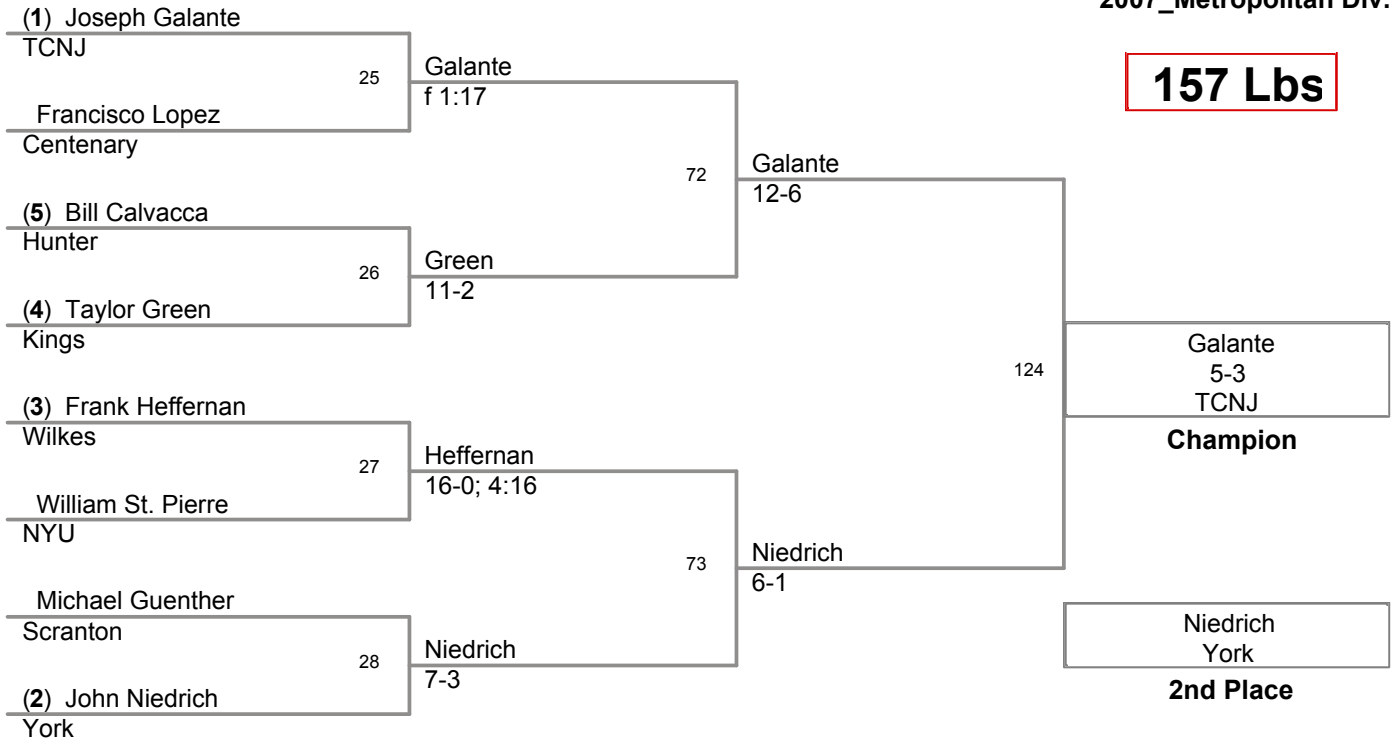 2007_Metropolitan Div.
157 Lbs
(1) Joseph Galante
TCNJ
25
Galante
f 1:17
Francisco Lopez
Centenary
72
Galante
12-6
(5) Bill Calvacca
Hunter
26
Green
11-2
(4) Taylor Green
Kings
124
Galante
5-3
TCNJ
Champion
(3) Frank Heffernan
Wilkes
27
Heffernan
16-0; 4:16
William St. Pierre
NYU
73
Niedrich
6-1
Michael Guenther
Scranton
28
Niedrich
7-3
(2) John Niedrich
York
Niedrich
York
2nd Place